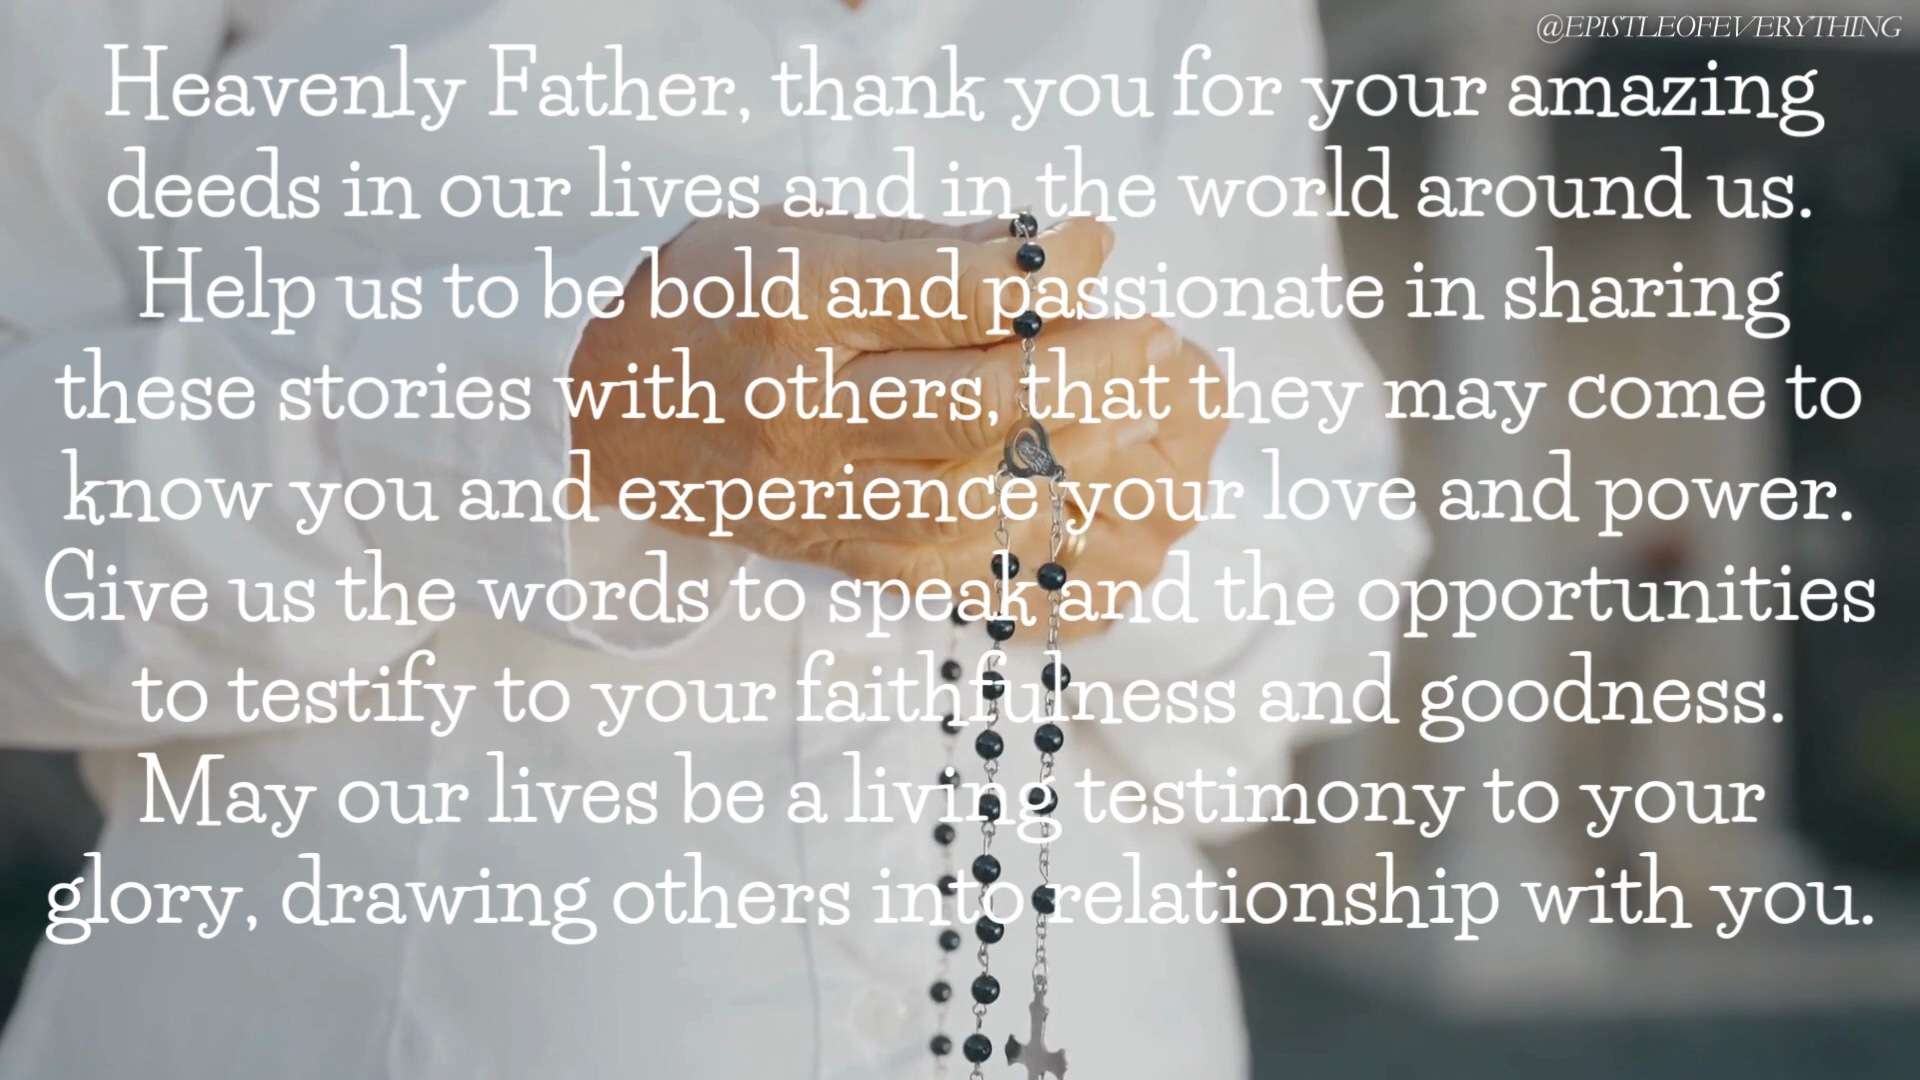 @EPISTLEOFEVERYTHING
Heavenly Father, thank you for your amazing
deeds in our lives and in the world around us.
Help us to be bold and passionate in sharing
these stories with others, that they may come to
know you and experience your love and power.
Give us the words to speak and the opportunities
to testify to your faithfulness and goodness.
May our lives be a living testimony to your
glory, drawing others into relationship with you.